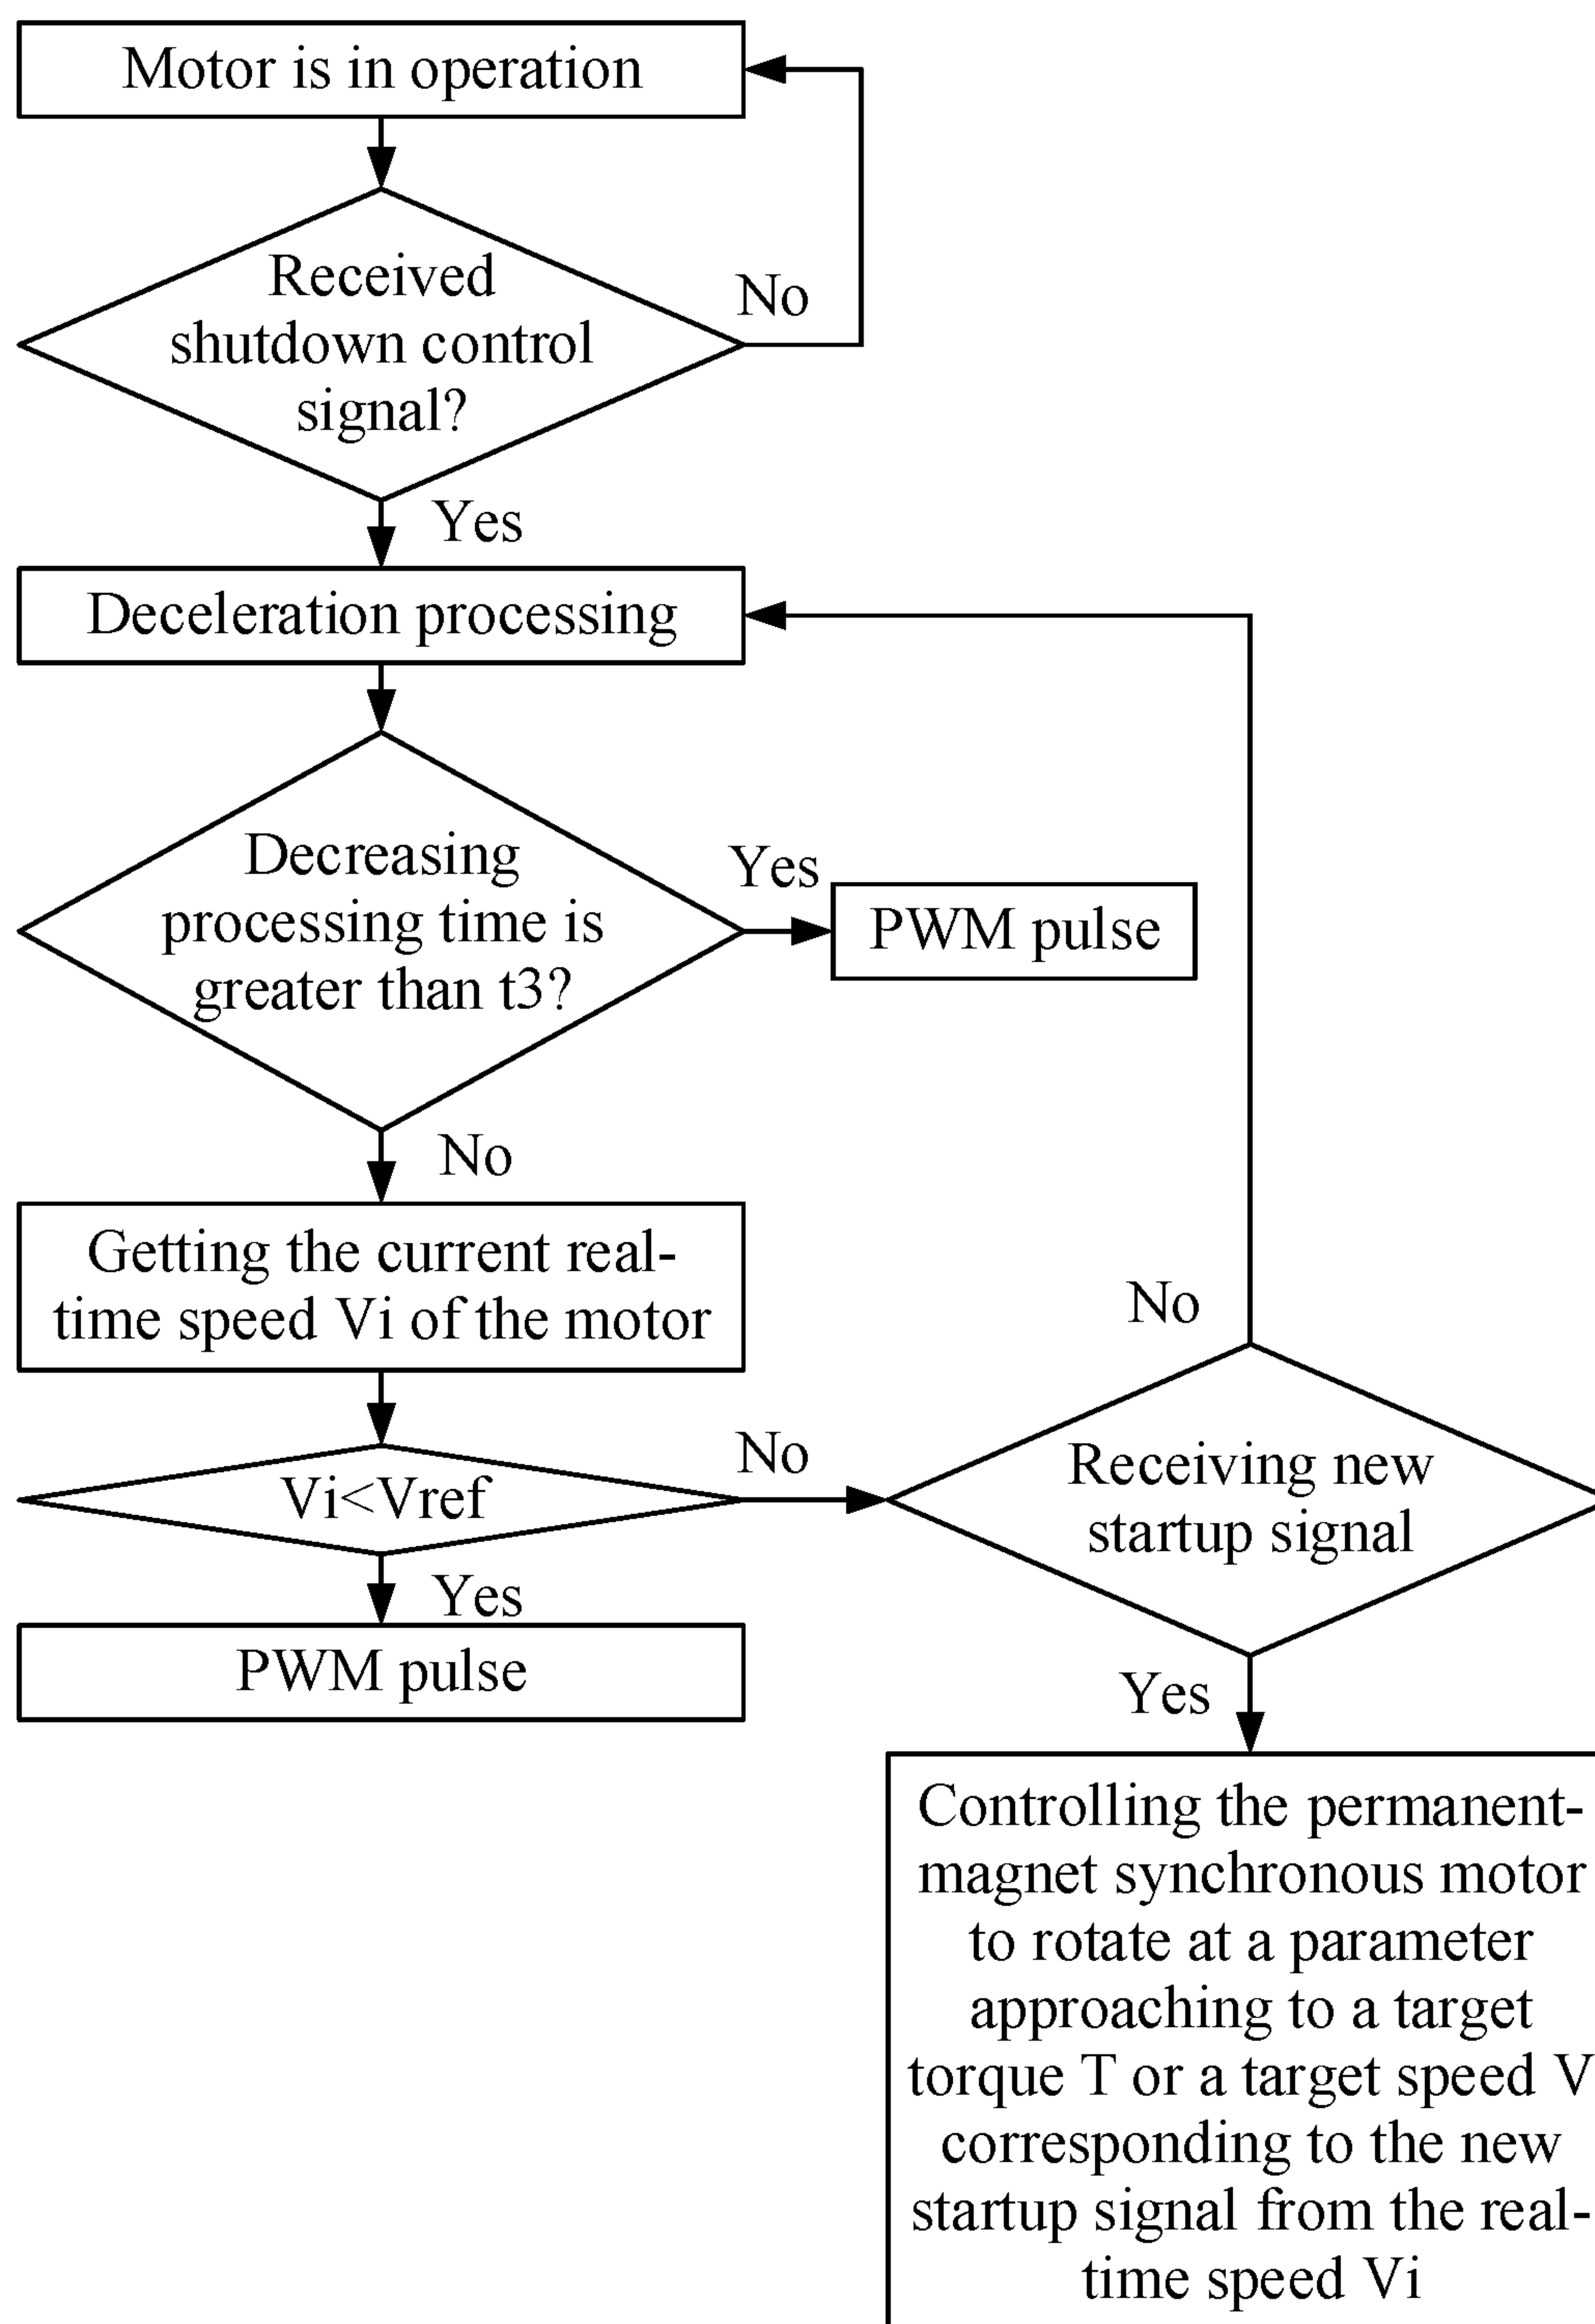 Motor is in operation
Received
shutdown control
signal?
No
Yes
Deceleration processing
Decreasing
processing time is
greater than t3?
Yes
PWM pulse
No
Getting the current real-
time speed Vi of the motor
Vi<Vref
No
Yes
PWM pulse
No
Receiving new
startup signal
Yes
Controlling the permanent-
magnet synchronous motor
to rotate at a parameter
approaching to a target
torque T or a target speed V
corresponding to the new
startup signal from the real-
time speed Vi